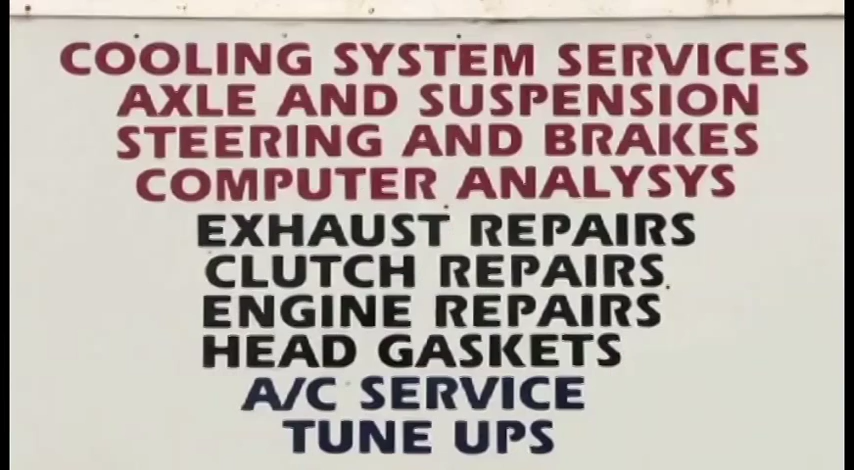 COOLING SYSTEM SERVICES
AXLE AND SUSPENSION
STEERING AND BRAKES
COMPUTER ANALYSYS
EXHAUST REPAIRS
CLUTCH REPAIRS
ENGINE REPAIRS
HEAD GASKETS
A/C SERVICE
TUNE UPS